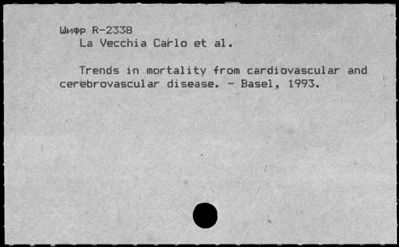 Шифр R-2338
La Vecchia Carlo et al.
Trends in mortality from cardiovascular and
cerebrovascular disease. - Basel, 1993.